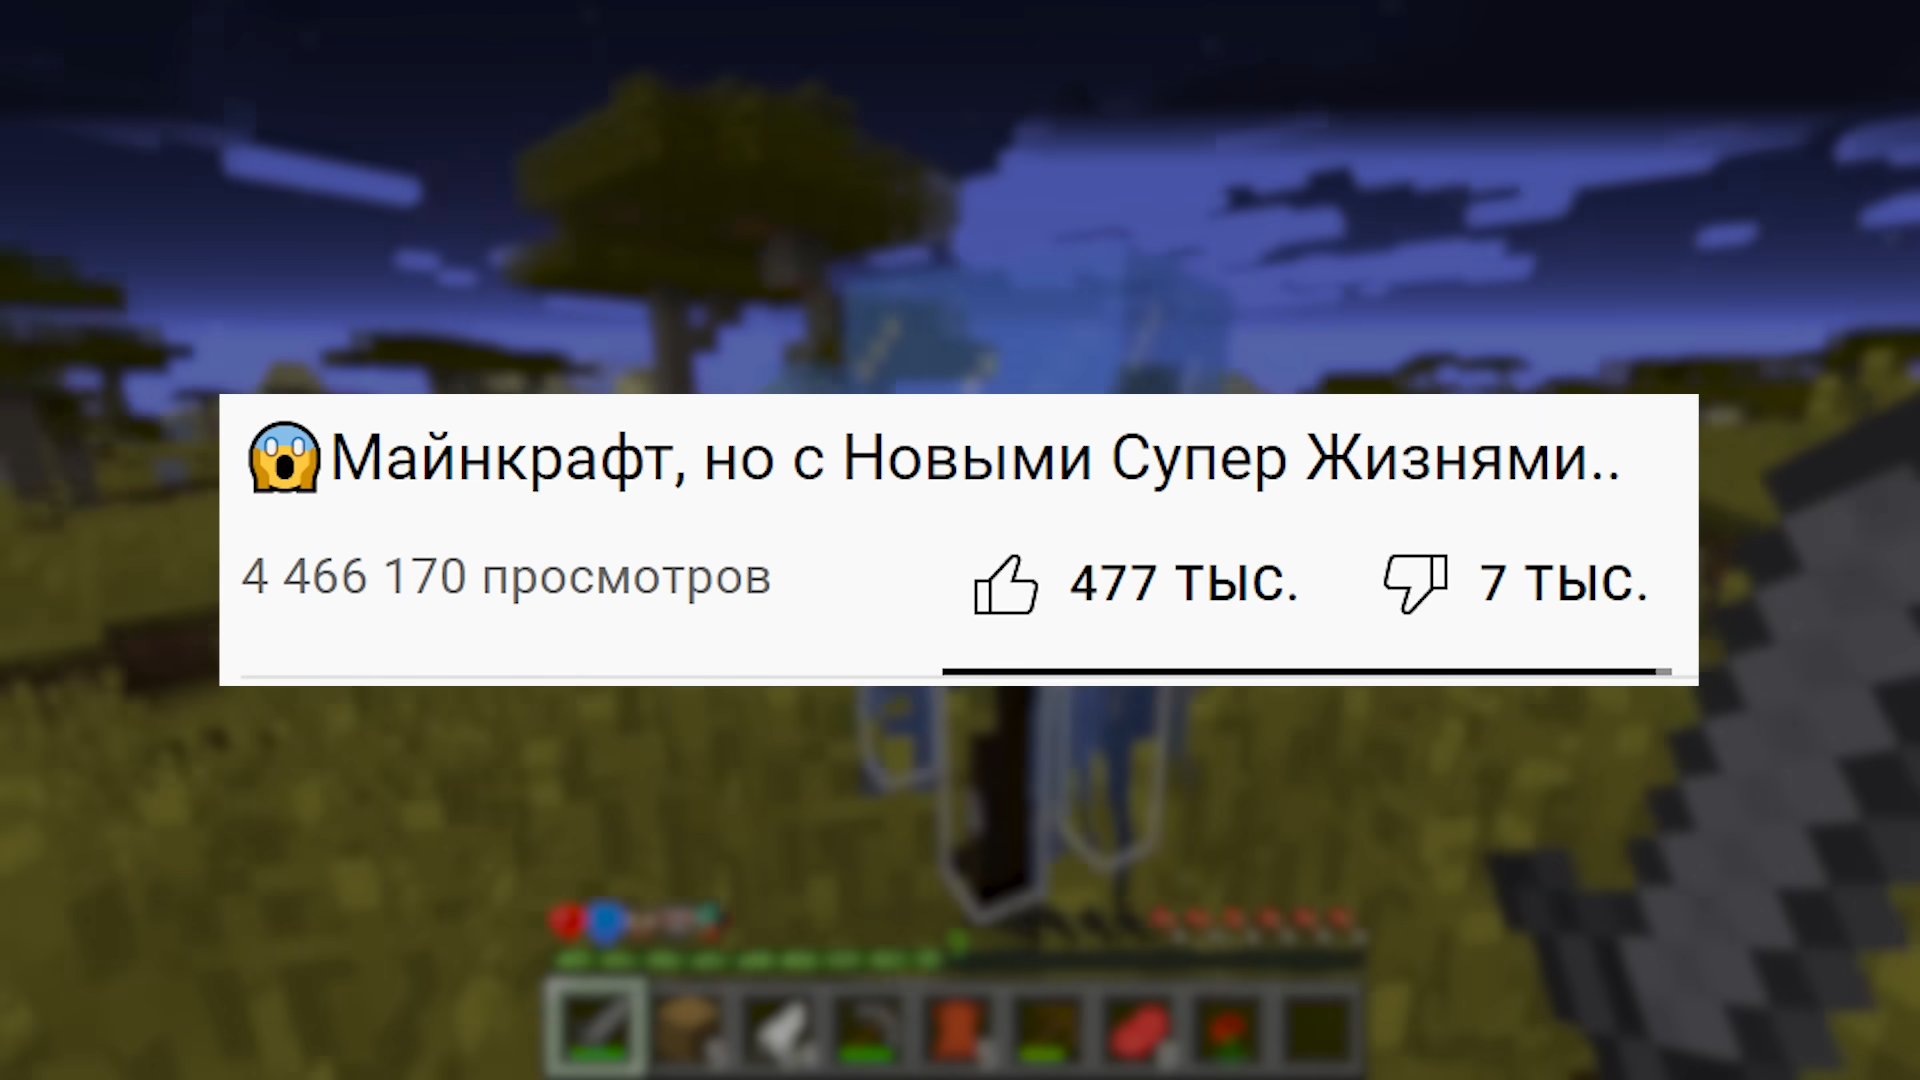 😱Майнкрафт, но с Новыми Супер Жизнями..
4 466 170 просмотров 477 ТЫС. 7 ТЫС.